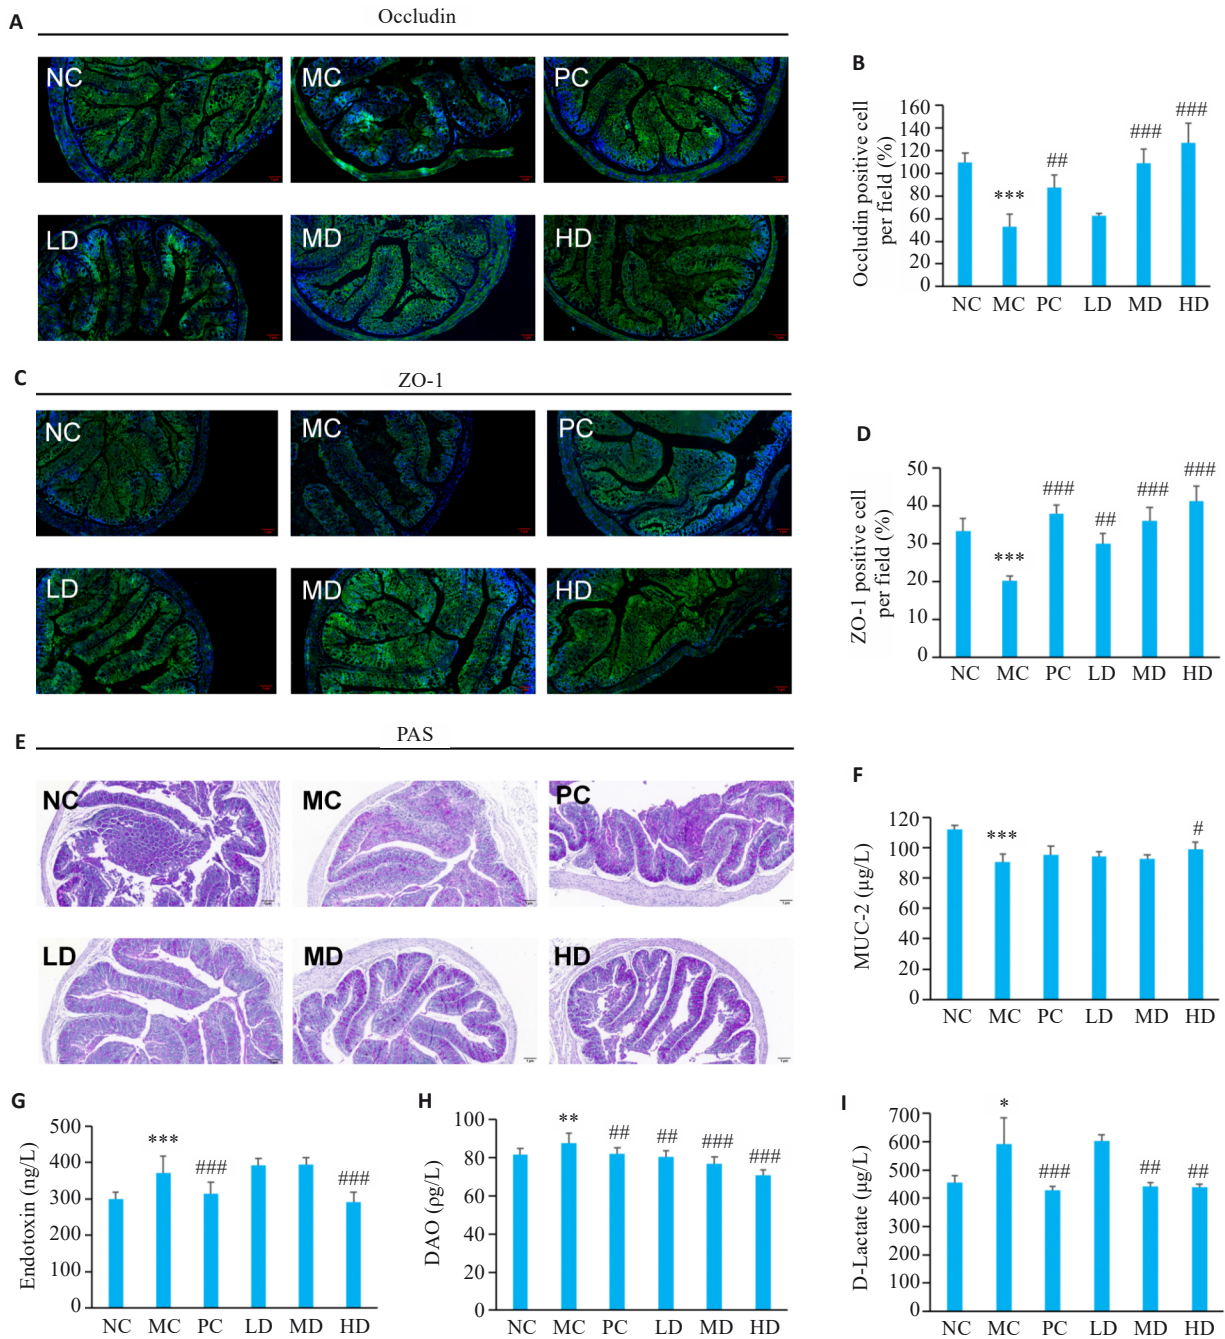 A
Occludin
NC
MC
PC
LD
MD
HD
B
Occludin positive cell
per field (%)
160
140
120
100
80
60
40
20
0
***
##
###
###
NC MC PC LD MD HD
C
ZO-1
NC
MC
PC
LD
MD
HD
D
ZO-1 positive cell
per field (%)
50
40
30
20
10
0
***
###
##
###
###
NC MC PC LD MD HD
E
PAS
NC
MC
PC
LD
MD
HD
F
MUC-2 (μg/L)
120
100
80
60
40
20
0
***
#
NC MC PC LD MD HD
G
Endotoxin (ng/L)
500
400
300
200
100
0
***
###
###
NC MC PC LD MD HD
H
DAO (ρg/L)
100
80
60
40
20
0
**
##
##
###
###
NC MC PC LD MD HD
I
D-Lactate (μg/L)
700
600
500
400
300
200
100
0
*
###
##
##
NC MC PC LD MD HD